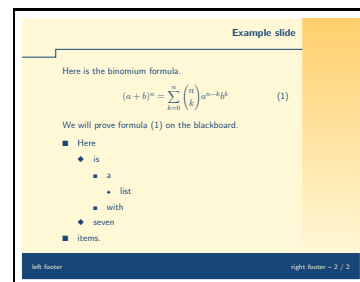 Example slide
Here is the binomium formula.
(a + b)^n = \sum_{k=0}^{n} \binom{n}{k} a^{n−k} b^k (1)
We will prove formula (1) on the blackboard.
■ Here
◆ is
■ a
◆ list
■ with
◆ seven
■ items.
left footer right footer – 2 / 2